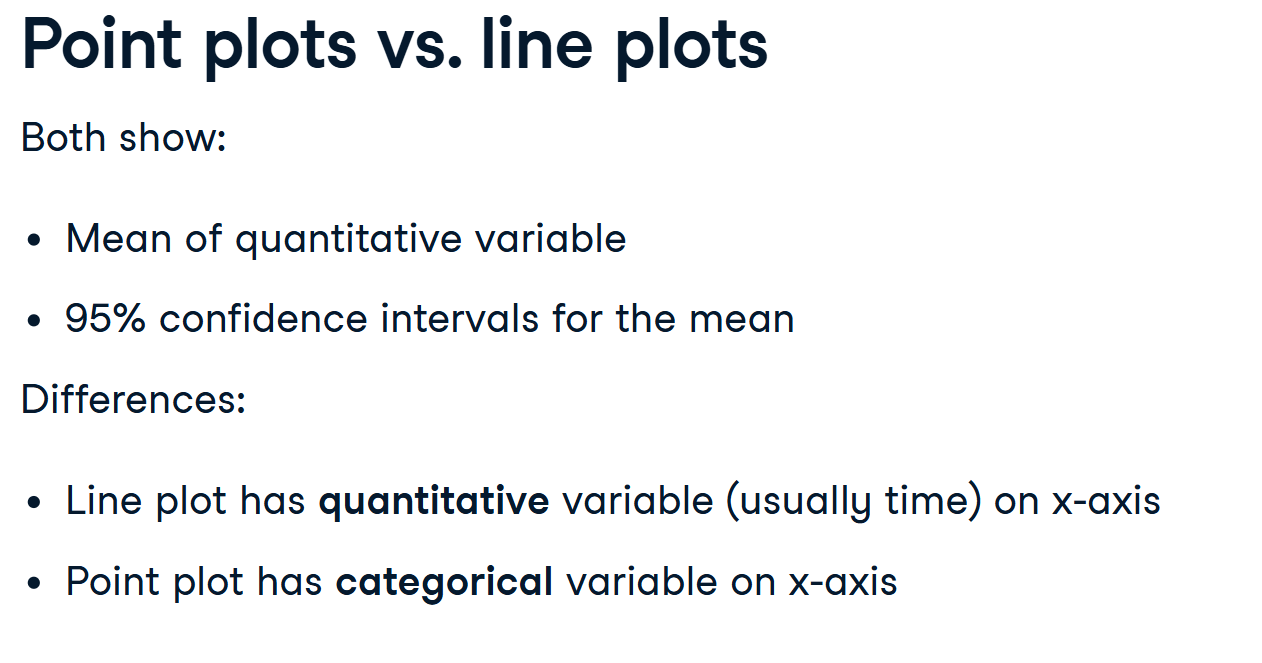 Point plots vs. line plots
Both show:
• Mean of quantitative variable
• 95% confidence intervals for the mean
Differences:
• Line plot has quantitative variable (usually time) on x-axis
• Point plot has categorical variable on x-axis